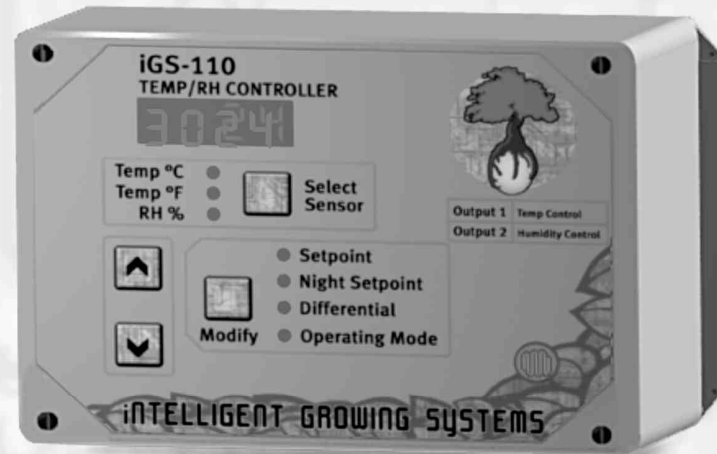 iGS-110
TEMP/RH CONTROLLER
Temp ºC
Temp ºF
RH %
Select
Sensor
Output 1 Temp Control
Output 2 Humidity Control
Setpoint
Night Setpoint
Differential
Operating Mode
Modify
iNTELLIGENT GROWING SYSTEMS